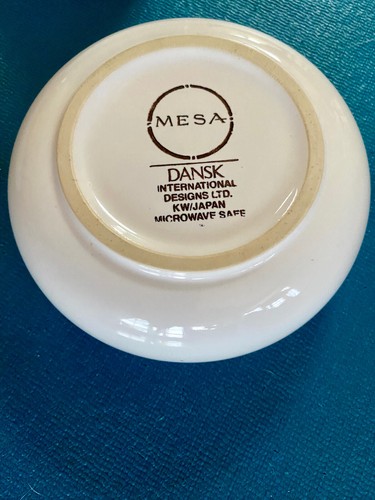 MESA
DANSK
INTERNATIONAL
DESIGNS LTD.
KW/JAPAN
MICROWAVE SAFE